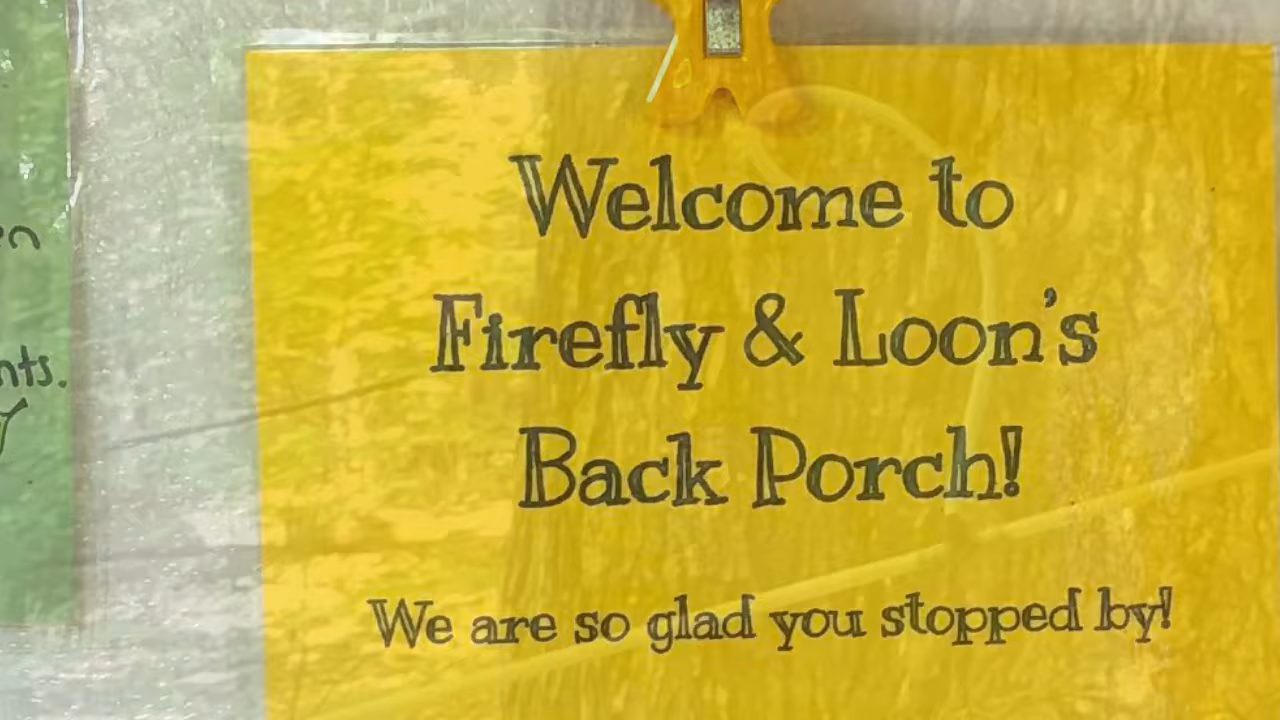 Welcome to
Firefly & Loon's
Back Porch!
We are so glad you stopped by!